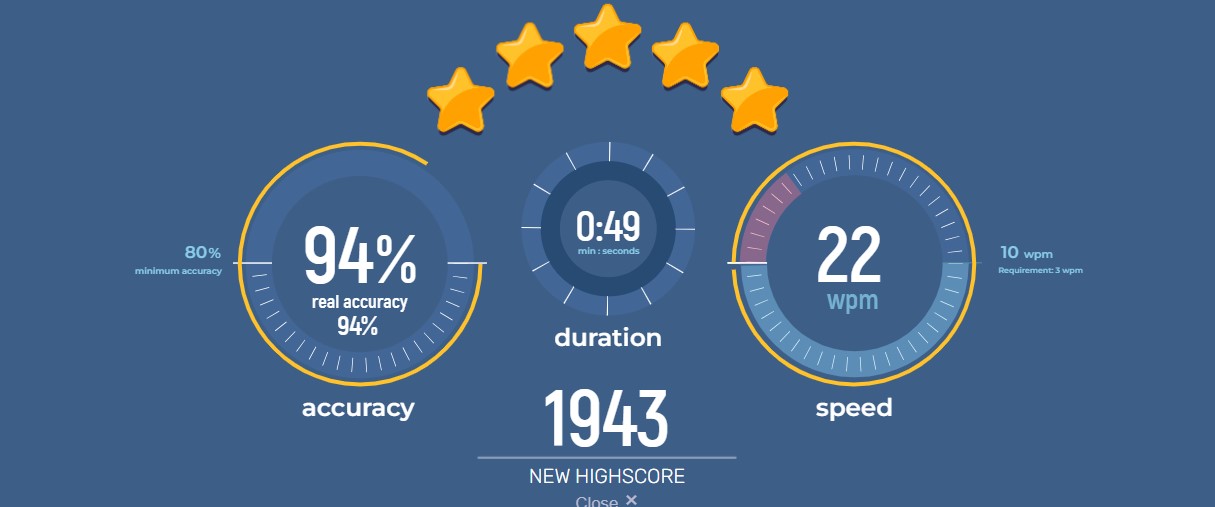 80%
minimum accuracy
94%
real accuracy
94%
accuracy
0:49
min : seconds
duration
22
wpm
speed
10 wpm
Requirement: 3 wpm
1943
NEW HIGHSCORE
Close ×